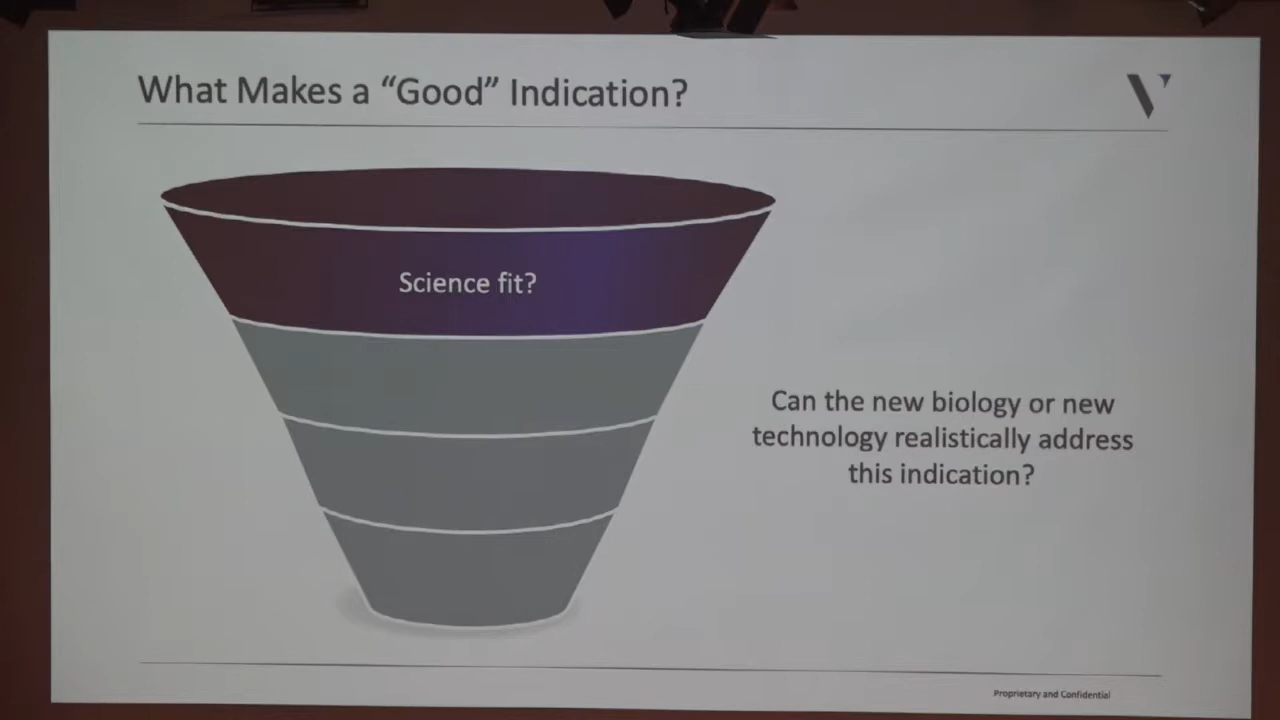 What Makes a “Good” Indication?
Science fit?
Can the new biology or new
technology realistically address
this indication?
Proprietary and Confidential